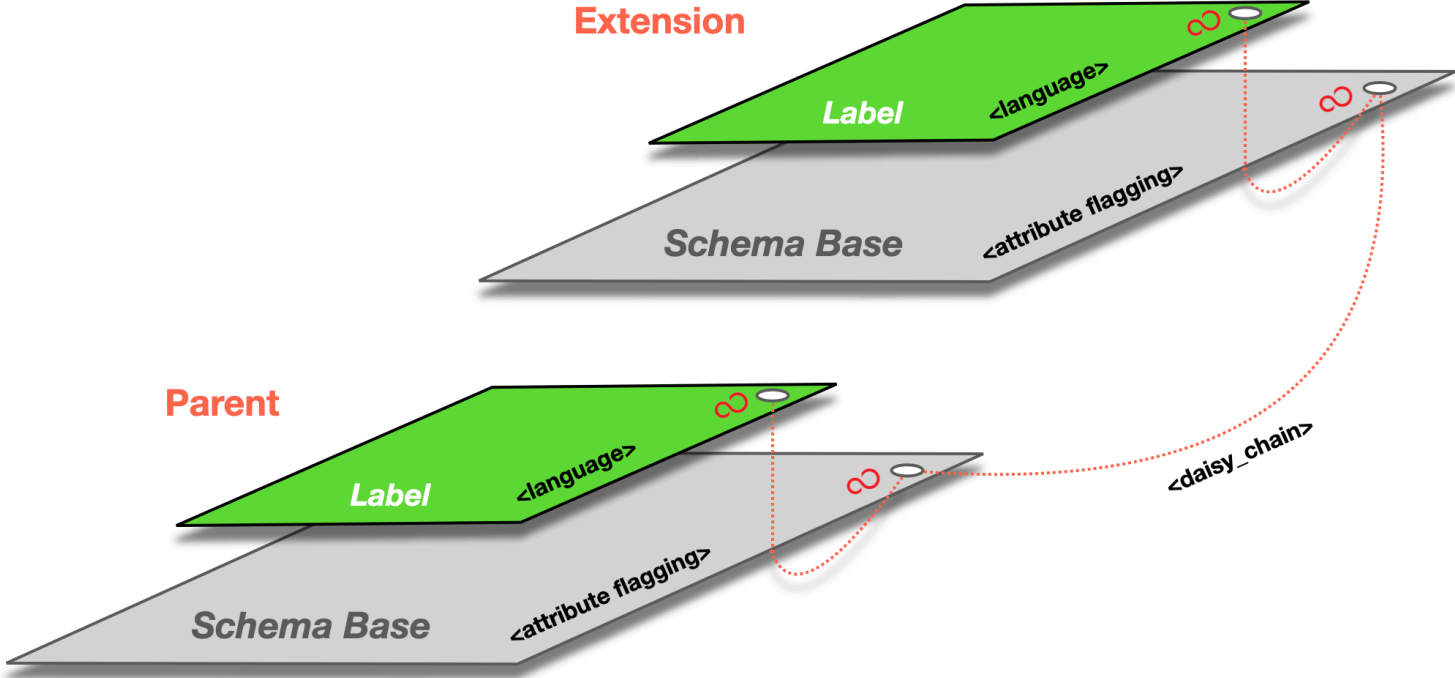 Extension
Label
<language>
Schema Base
<attribute flagging>
Parent
Label
<language>
<daisy_chain>
Schema Base
<attribute flagging>